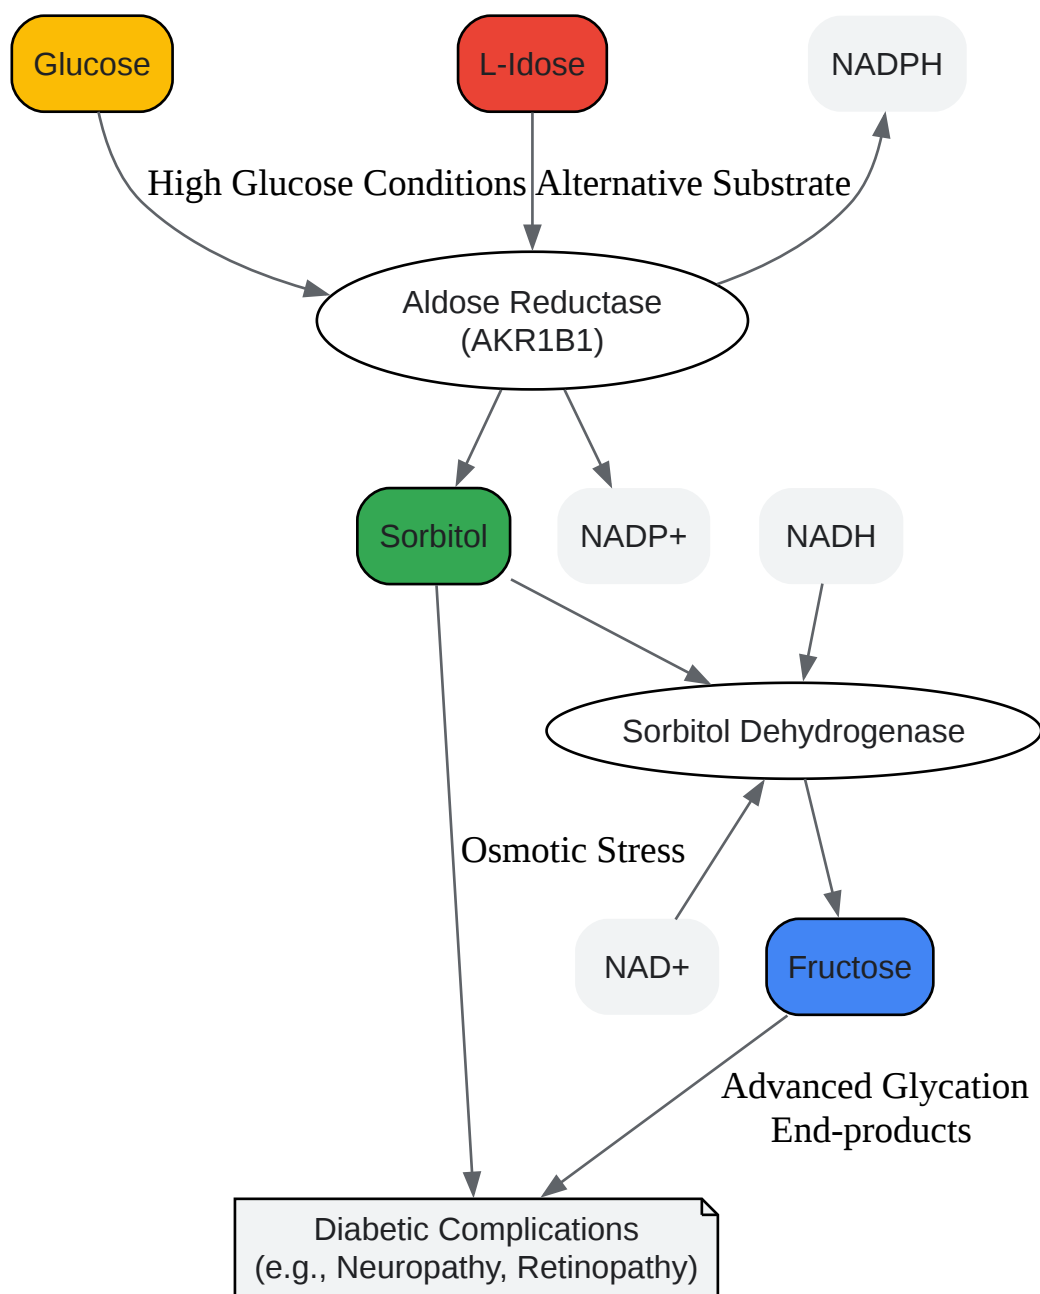 Glucose
L-Idose
NADPH
High Glucose Conditions
Alternative Substrate
Aldose Reductase
(AKR1B1)
Sorbitol
NADP+
NADH
Sorbitol Dehydrogenase
Osmotic Stress
NAD+
Fructose
Advanced Glycation
End-products
Diabetic Complications
(e.g., Neuropathy, Retinopathy)